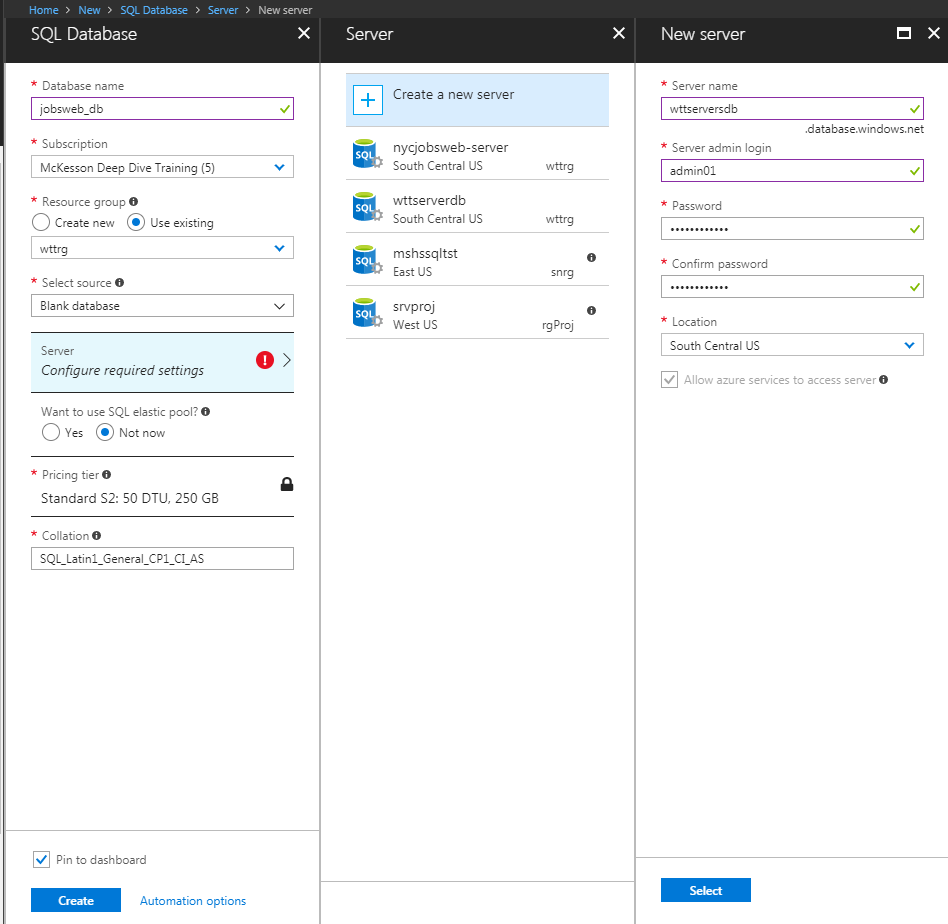 Home > New > SQL Database > Server > New server
SQL Database
* Database name
jobsweb_db
* Subscription
McKesson Deep Dive Training (5)
* Resource group
Create new Use existing
wttrg
* Select source
Blank database
Server
Configure required settings
Want to use SQL elastic pool?
Yes Not now
* Pricing tier
Standard S2: 50 DTU, 250 GB
* Collation
SQL_Latin1_General_CP1_CI_AS
Pin to dashboard
Create Automation options
Server
Create a new server
SQL
nycjobsweb-server
South Central US wttrg
SQL
wttserverdb
South Central US wttrg
SQL
mshssqltst
East US snrg
SQL
srvproj
West US rgProj
New server
* Server name
wttserversdb
.database.windows.net
* Server admin login
admin01
* Password
••••••••••••
* Confirm password
••••••••••••
* Location
South Central US
Allow azure services to access server
Select